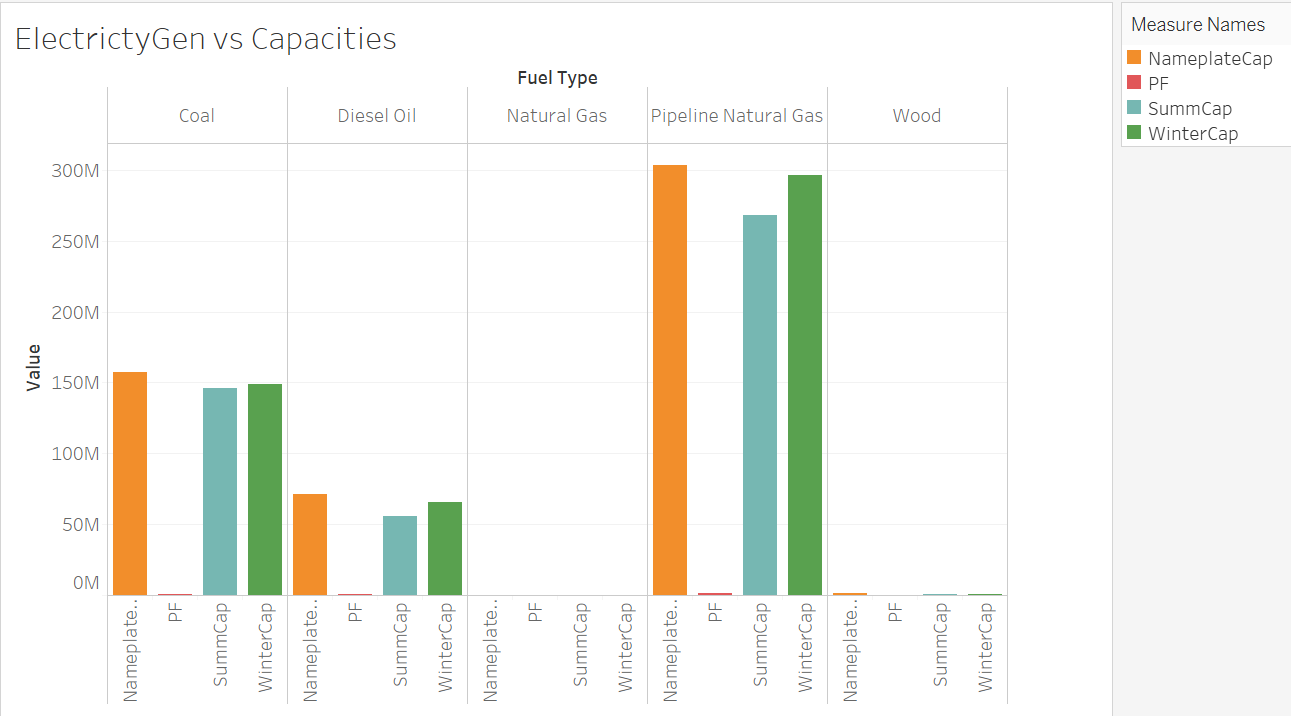 ElectrictyGen vs Capacities
Measure Names
NameplateCap
PF
SummCap
WinterCap
Fuel Type
Coal
Diesel Oil
Natural Gas
Pipeline Natural Gas
Wood
Value
300M
250M
200M
150M
100M
50M
0M
Nameplate..
PF
SummCap
WinterCap
Nameplate..
PF
SummCap
WinterCap
Nameplate..
PF
SummCap
WinterCap
Nameplate..
PF
SummCap
WinterCap
Nameplate..
PF
SummCap
WinterCap